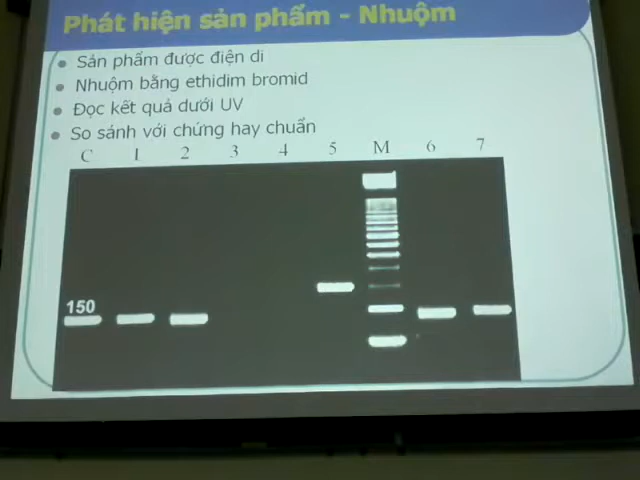 Phát hiện sản phẩm - Nhuộm
Sản phẩm được điện di
Nhuộm bằng ethidim bromid
Đọc kết quả dưới UV
So sánh với chứng hay chuẩn
C 1 2 3 4 5 M 6 7
150